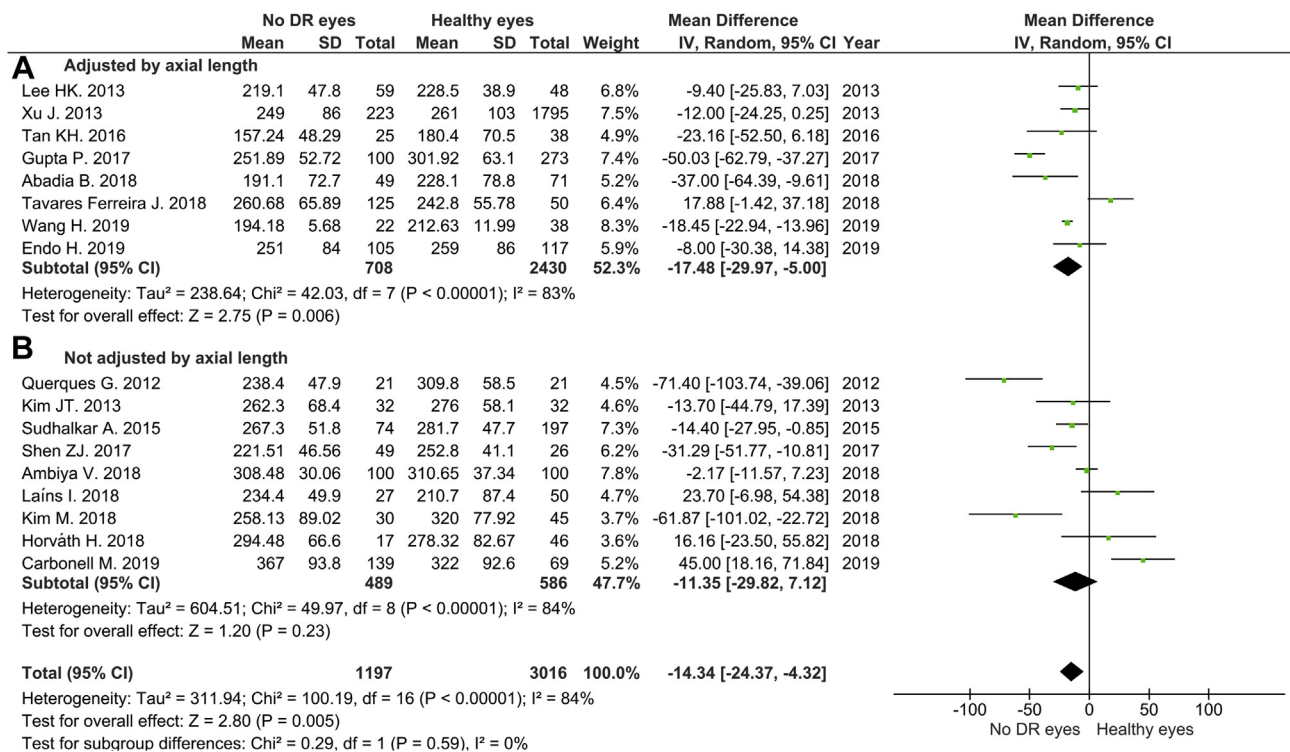 No DR eyes Healthy eyes Mean Difference Mean Difference
Mean SD Total Mean SD Total Weight IV, Random, 95% CI Year IV, Random, 95% CI
A Adjusted by axial length
Lee HK. 2013 219.1 47.8 59 228.5 38.9 48 6.8% -9.40 [-25.83, 7.03] 2013
Xu J. 2013 249 86 223 261 103 1795 7.5% -12.00 [-24.25, 0.25] 2013
Tan KH. 2016 157.24 48.29 25 180.4 70.5 38 4.9% -23.16 [-52.50, 6.18] 2016
Gupta P. 2017 251.89 52.72 100 301.92 63.1 273 7.4% -50.03 [-62.79, -37.27] 2017
Abadia B. 2018 191.1 72.7 49 228.1 78.8 71 5.2% -37.00 [-64.39, -9.61] 2018
Tavares Ferreira J. 2018 260.68 65.89 125 242.8 55.78 50 6.4% 17.88 [-1.42, 37.18] 2018
Wang H. 2019 194.18 5.68 22 212.63 11.99 38 8.3% -18.45 [-22.94, -13.96] 2019
Endo H. 2019 251 84 105 259 86 117 5.9% -8.00 [-30.38, 14.38] 2019
Subtotal (95% CI) 708 2430 52.3% -17.48 [-29.97, -5.00]
Heterogeneity: Tau² = 238.64; Chi² = 42.03, df = 7 (P < 0.00001); I² = 83%
Test for overall effect: Z = 2.75 (P = 0.006)
B Not adjusted by axial length
Querques G. 2012 238.4 47.9 21 309.8 58.5 21 4.5% -71.40 [-103.74, -39.06] 2012
Kim JT. 2013 262.3 68.4 32 276 58.1 32 4.6% -13.70 [-44.79, 17.39] 2013
Sudhalkar A. 2015 267.3 51.8 74 281.7 47.7 197 7.3% -14.40 [-27.95, -0.85] 2015
Shen ZJ. 2017 221.51 46.56 49 252.8 41.1 26 6.2% -31.29 [-51.77, -10.81] 2017
Ambiya V. 2018 308.48 30.06 100 310.65 37.34 100 7.8% -2.17 [-11.57, 7.23] 2018
Laíns I. 2018 234.4 49.9 27 210.7 87.4 50 4.7% 23.70 [-6.98, 54.38] 2018
Kim M. 2018 258.13 89.02 30 320 77.92 45 3.7% -61.87 [-101.02, -22.72] 2018
Horváth H. 2018 294.48 66.6 17 278.32 82.67 46 3.6% 16.16 [-23.50, 55.82] 2018
Carbonell M. 2019 367 93.8 139 322 92.6 69 5.2% 45.00 [18.16, 71.84] 2019
Subtotal (95% CI) 489 586 47.7% -11.35 [-29.82, 7.12]
Heterogeneity: Tau² = 604.51; Chi² = 49.97, df = 8 (P < 0.00001); I² = 84%
Test for overall effect: Z = 1.20 (P = 0.23)
Total (95% CI) 1197 3016 100.0% -14.34 [-24.37, -4.32]
Heterogeneity: Tau² = 311.94; Chi² = 100.19, df = 16 (P < 0.00001); I² = 84%
Test for overall effect: Z = 2.80 (P = 0.005)
Test for subgroup differences: Chi² = 0.29, df = 1 (P = 0.59), I² = 0%
-100 -50 0 50 100
No DR eyes Healthy eyes